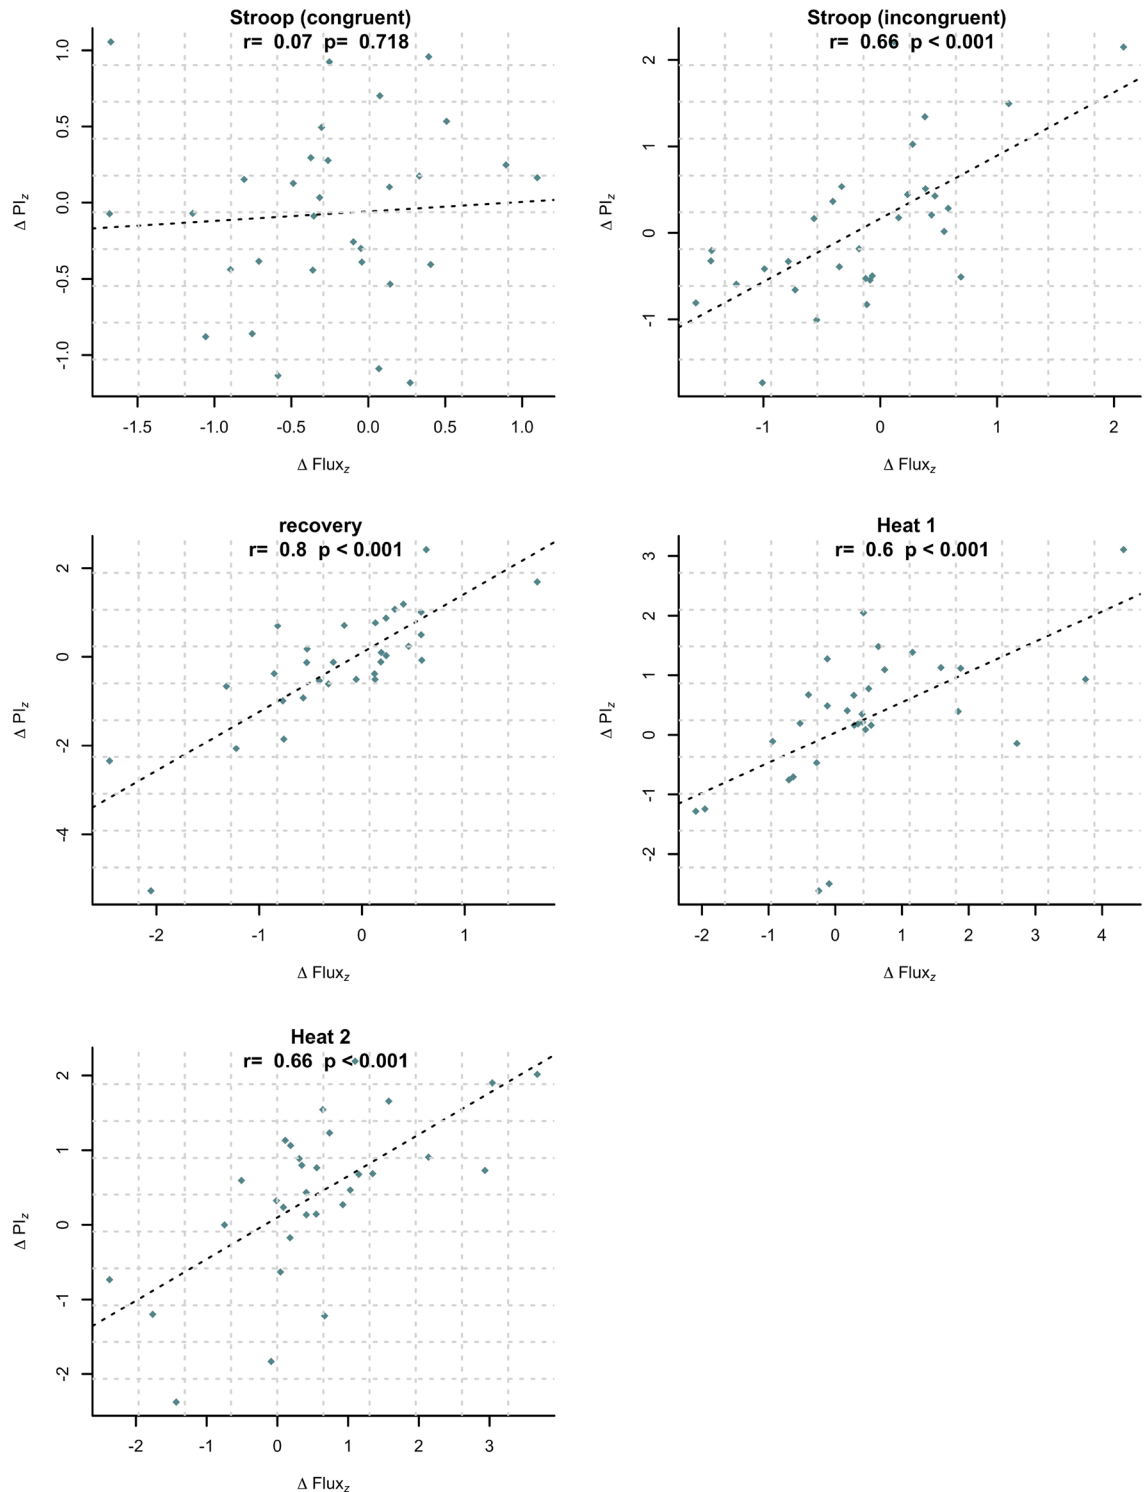 Stroop (congruent)
r= 0.07 p= 0.718
1.0
0.5
0.0
-0.5
-1.0
Δ PIz
-1.5 -1.0 -0.5 0.0 0.5 1.0
Δ Fluxz
Stroop (incongruent)
r= 0.66 p < 0.001
2
1
0
-1
Δ PIz
-1 0 1 2
Δ Fluxz
recovery
r= 0.8 p < 0.001
2
0
-2
-4
Δ PIz
-2 -1 0 1
Δ Fluxz
Heat 1
r= 0.6 p < 0.001
3
2
1
0
-1
-2
Δ PIz
-2 -1 0 1 2 3 4
Δ Fluxz
Heat 2
r= 0.66 p < 0.001
2
1
0
-1
-2
Δ PIz
-2 -1 0 1 2 3
Δ Fluxz